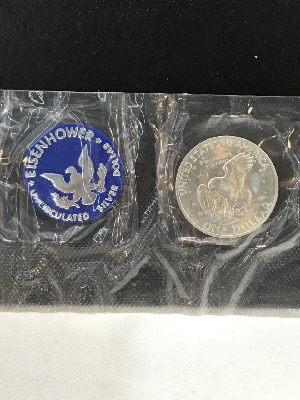 EISENHOWER DOLLAR
UNCIRCULATED SILVER
UNITED STATES OF AMERICA
ONE DOLLAR